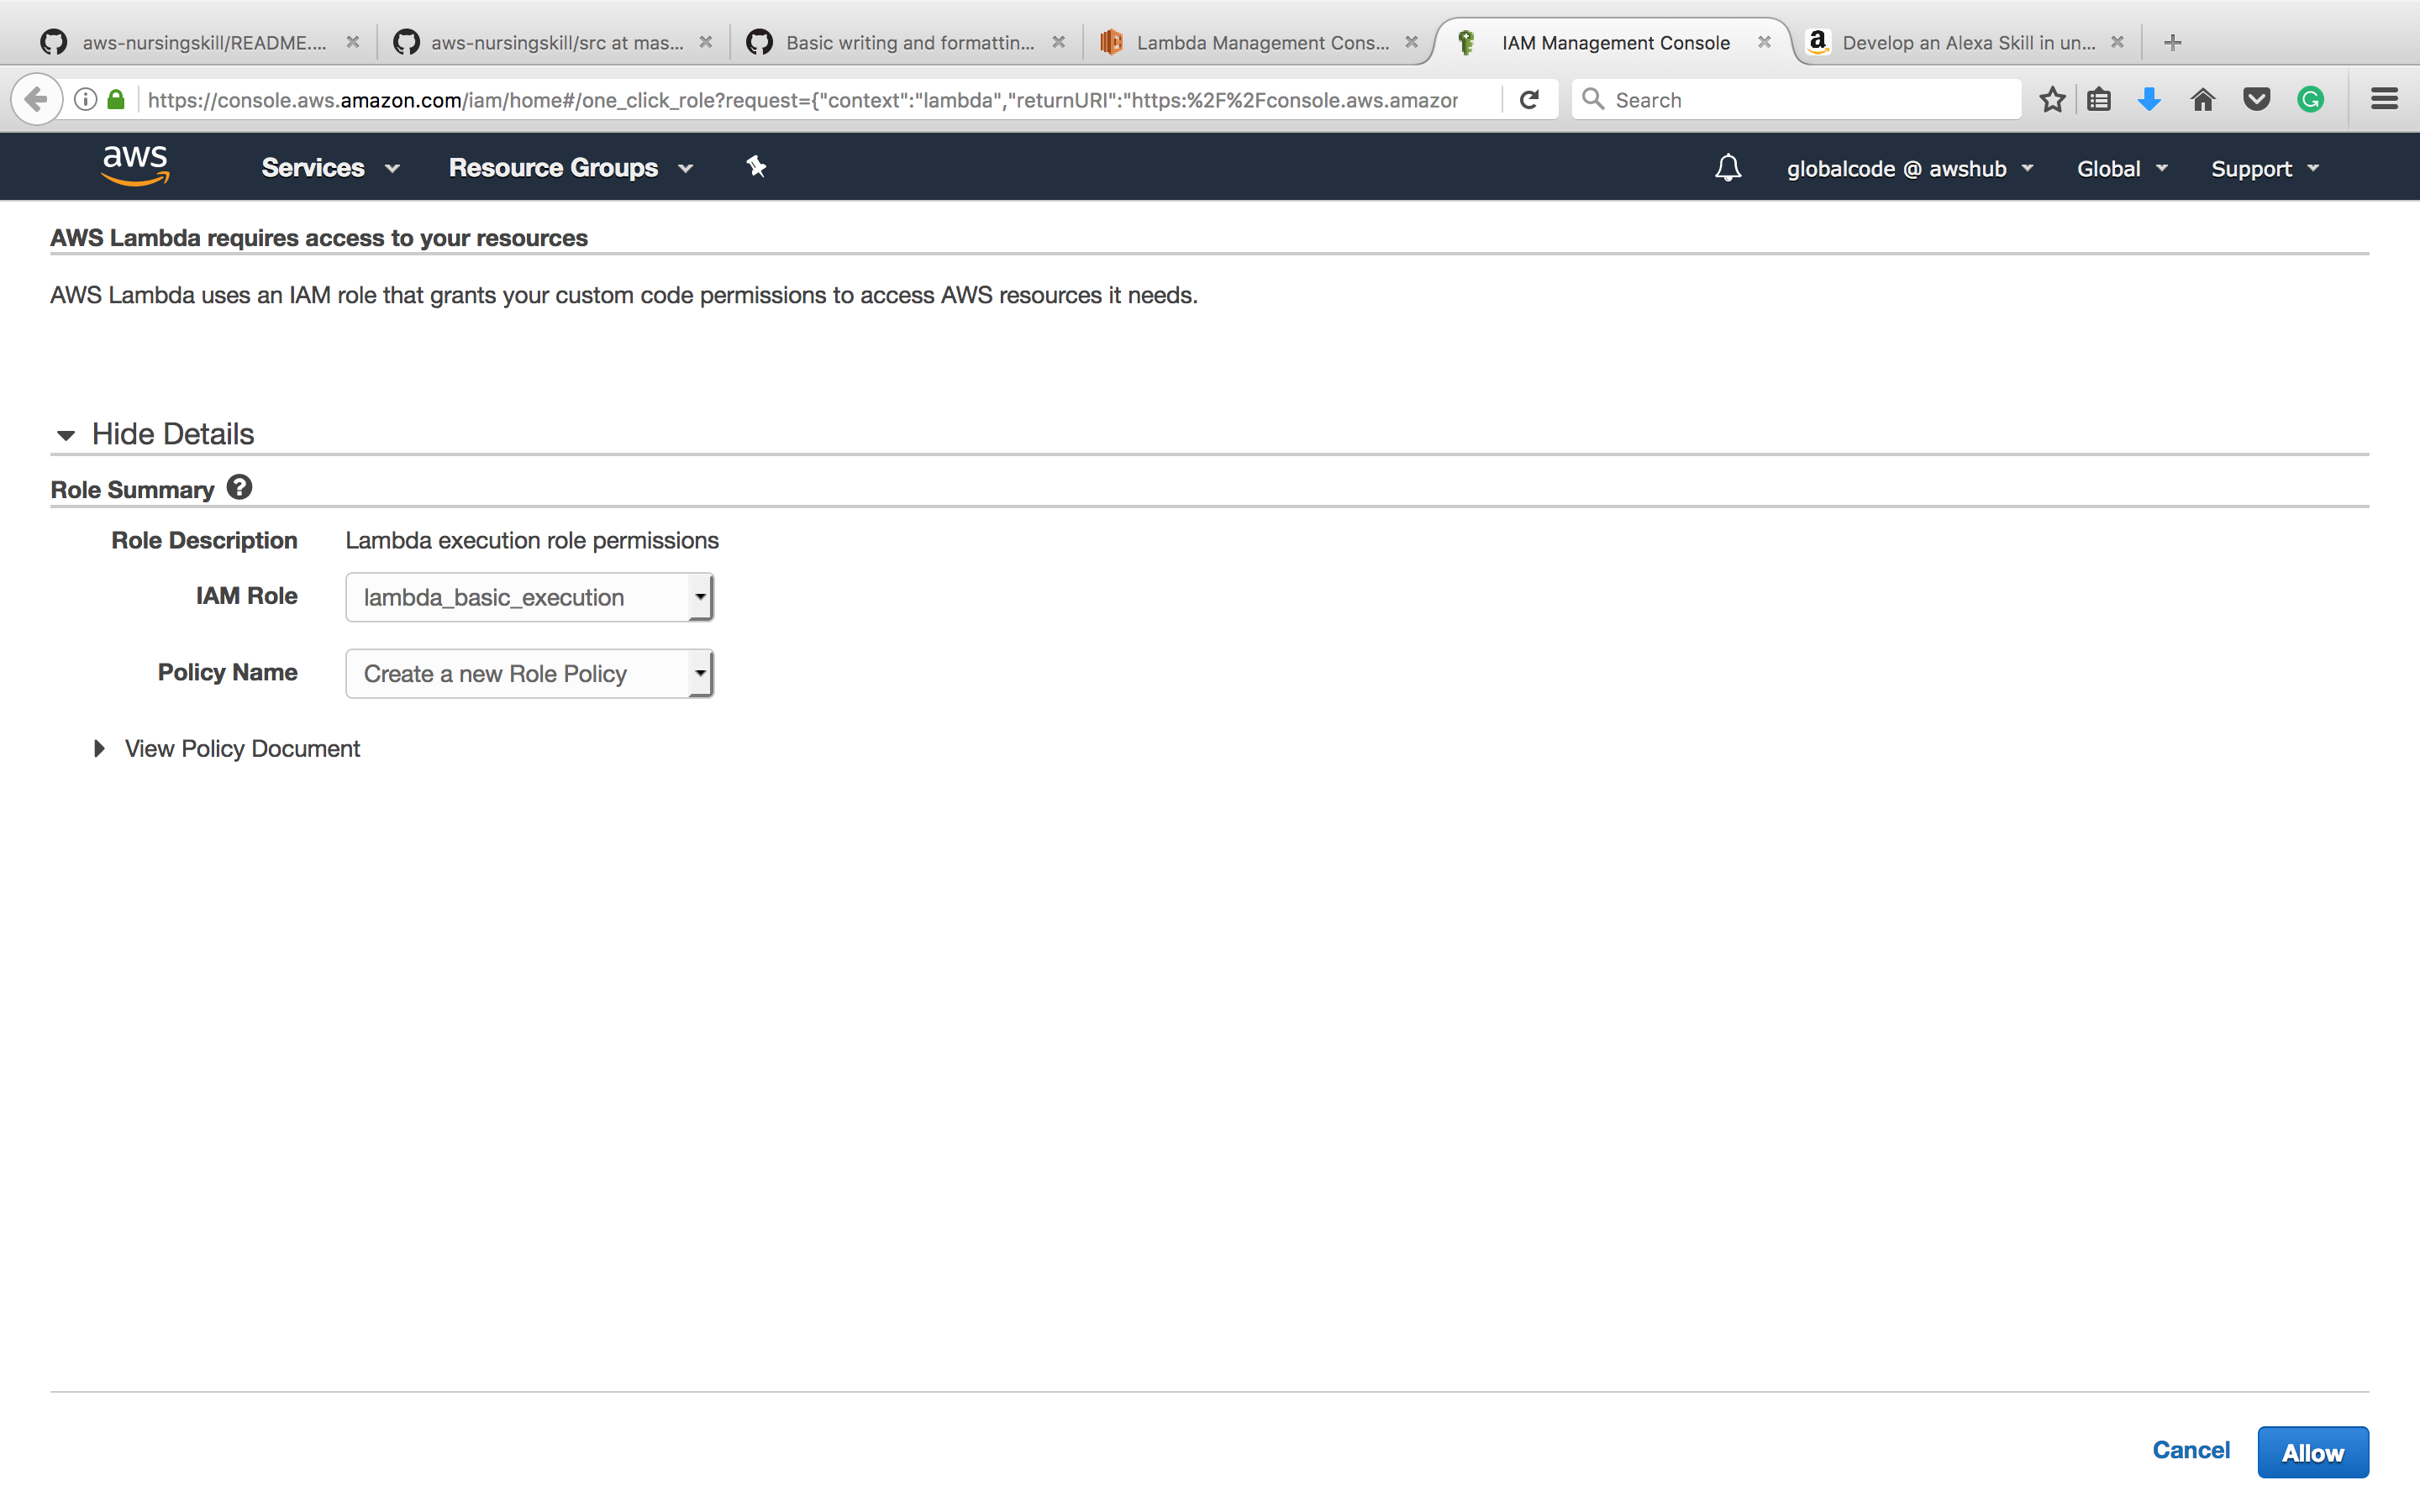 aws-nursingskill/README....
aws-nursingskill/src at mas...
Basic writing and formattin...
Lambda Management Cons...
IAM Management Console
Develop an Alexa Skill in un...
https://console.aws.amazon.com/iam/home#/one_click_role?request={"context":"lambda","returnURI":"https:%2F%2Fconsole.aws.amazor
Search
aws
Services
Resource Groups
globalcode @ awshub
Global
Support
AWS Lambda requires access to your resources
AWS Lambda uses an IAM role that grants your custom code permissions to access AWS resources it needs.
Hide Details
Role Summary ?
Role Description Lambda execution role permissions
IAM Role lambda_basic_execution
Policy Name Create a new Role Policy
View Policy Document
Cancel
Allow